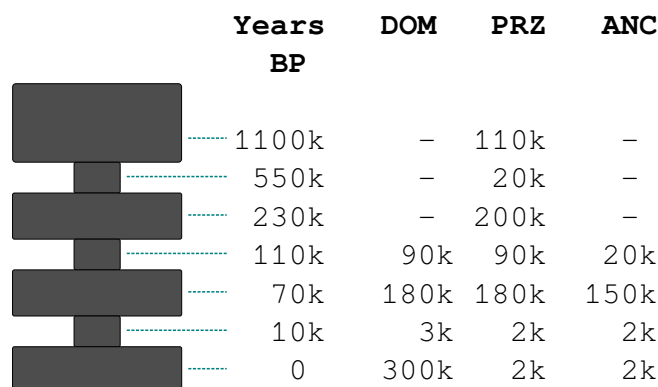 Years DOM PRZ ANC
BP
1100k – 110k –
550k – 20k –
230k – 200k –
110k 90k 90k 20k
70k 180k 180k 150k
10k 3k 2k 2k
0 300k 2k 2k